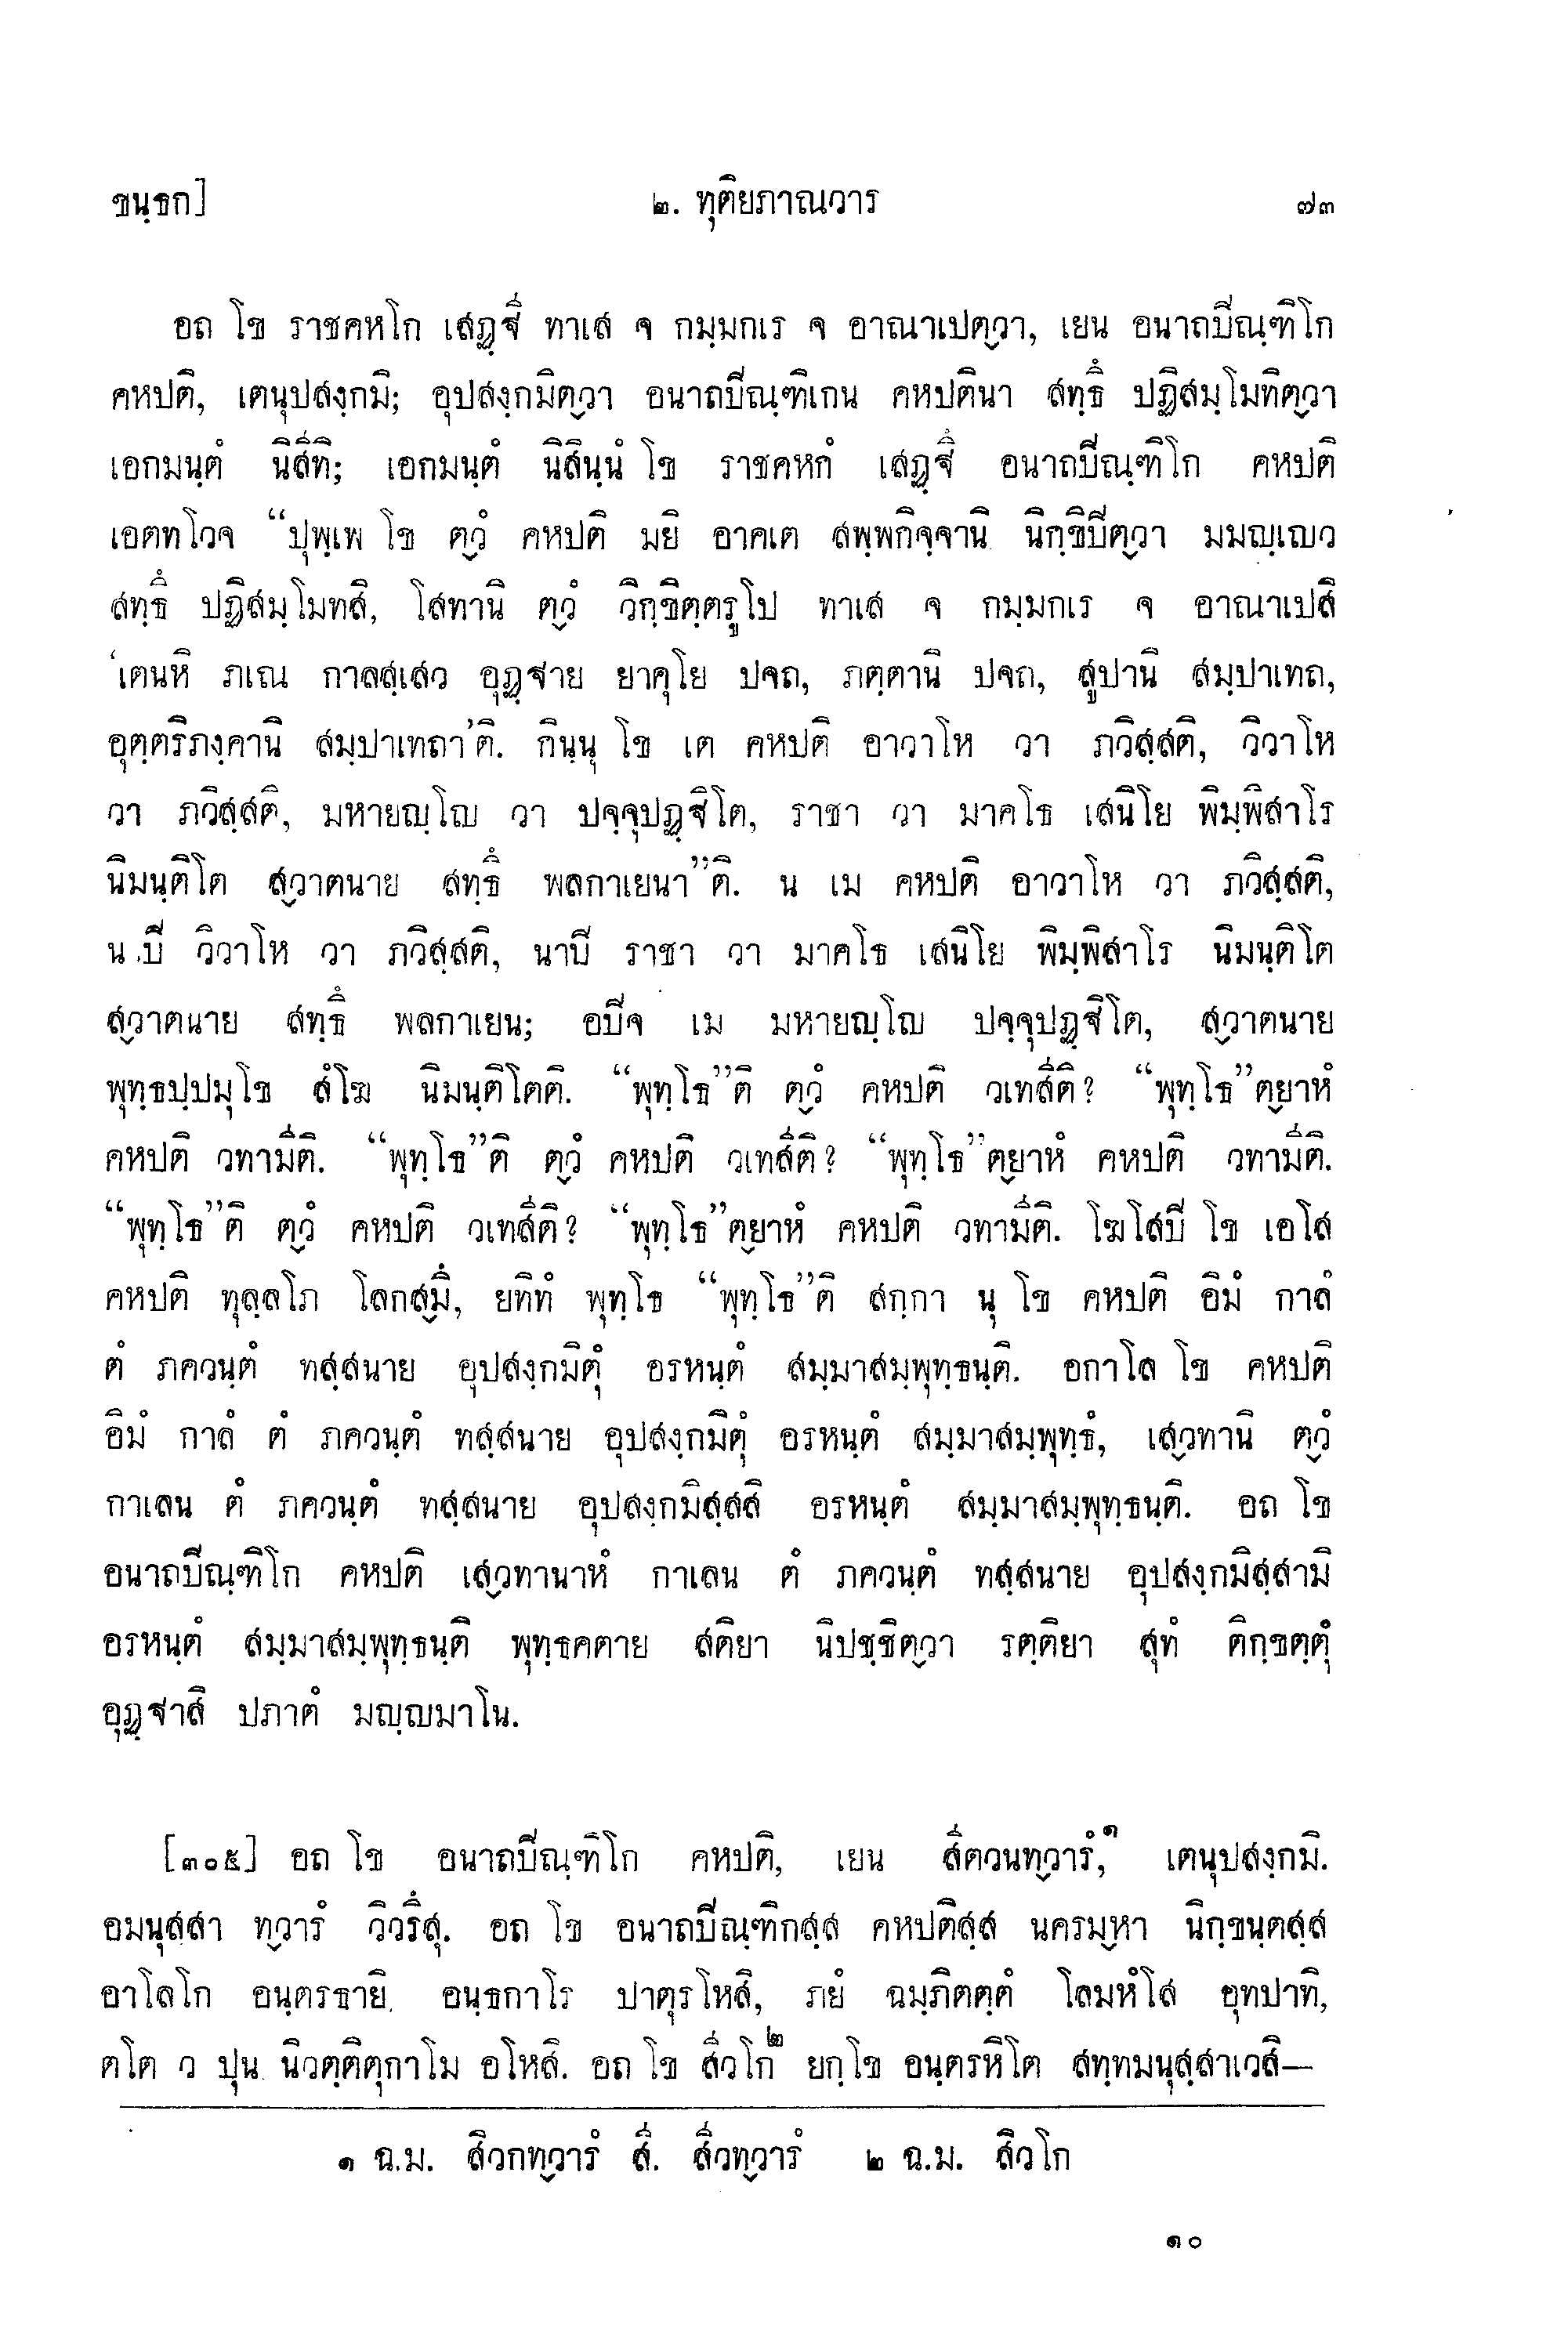 ขนฺธก]	๒. ทุติยภาณวาร	๗๓
อถ โข ราชคหโก เสฏฺฐี ทาเส จ กมฺมกเร จ อาณาเปตฺวา, เยน อนาถปิณฺฑิโก
คหปติ, เตนุปสงฺกมิ; อุปสงฺกมิตฺวา อนาถปิณฺฑิเกน คหปตินา สทฺธึ ปฏิสมฺโมทิตฺวา
เอกมนฺตํ นิสีทิ; เอกมนฺตํ นิสินฺนํ โข ราชคหกํ เสฏฺฐึ อนาถปิณฺฑิโก คหปติ
เอตทโวจ “ปุพฺเพ โข ตฺวํ คหปติ มยิ อาคเต สพฺพกิจฺจานิ นิกฺขิปิตฺวา มมญฺเญว
สทฺธึ ปฏิสมฺโมทสิ, โสทานิ ตฺวํ วิกฺขิตฺตรูโป ทาเส จ กมฺมกเร จ อาณาเปสิ
‘เตนหิ ภเณ กาลสฺเสว อุฏฺฐาย ยาคุโย ปจถ, ภตฺตานิ ปจถ, สูปานิ สมฺปาเทถ,
อุตฺตริภงฺคานิ สมฺปาเทถา’ติ. กินฺนุ โข เต คหปติ อาวาโห วา ภวิสฺสติ, วิวาโห
วา ภวิสฺสติ, มหายญฺโญ วา ปจฺจุปฏฺฐิโต, ราชา วา มาคโธ เสนิโย พิมฺพิสาโร
นิมนฺติโต สฺวาตนาย สทฺธึ พลกาเยนา”ติ. น เม คหปติ อาวาโห วา ภวิสฺสติ,
น ปิ วิวาโห วา ภวิสฺสติ, นาปิ ราชา วา มาคโธ เสนิโย พิมฺพิสาโร นิมนฺติโต
สฺวาตนาย สทฺธึ พลกาเยน; อปิจ เม มหายญฺโญ ปจฺจุปฏฺฐิโต, สฺวาตนาย
พุทฺธปฺปมุโข สํโฆ นิมนฺติโตติ. “พุทฺโธ”ติ ตฺวํ คหปติ วเทสีติ? “พุทฺโธ”ตฺยาหํ
คหปติ วทามีติ. “พุทฺโธ”ติ ตฺวํ คหปติ วเทสีติ? “พุทฺโธ”ตฺยาหํ คหปติ วทามีติ.
“พุทฺโธ”ติ ตฺวํ คหปติ วเทสีติ? “พุทฺโธ”ตฺยาหํ คหปติ วทามีติ. โฆโสปิ โข เอโส
คหปติ ทุลฺลโภ โลกสฺมึ, ยทิทํ พุทฺโธ “พุทฺโธ”ติ สกฺกา นุ โข คหปติ อิมํ กาลํ
ตํ ภควนฺตํ ทสฺสนาย อุปสงฺกมิตุํ อรหนฺตํ สมฺมาสมฺพุทฺธนฺติ. อกาโล โข คหปติ
อิมํ กาลํ ตํ ภควนฺตํ ทสฺสนาย อุปสงฺกมิตุํ อรหนฺตํ สมฺมาสมฺพุทฺธํ, เสฺวทานิ ตฺวํ
กาเลน ตํ ภควนฺตํ ทสฺสนาย อุปสงฺกมิสฺสสิ อรหนฺตํ สมฺมาสมฺพุทฺธนฺติ. อถ โข
อนาถปิณฺฑิโก คหปติ เสฺวทานาหํ กาเลน ตํ ภควนฺตํ ทสฺสนาย อุปสงฺกมิสฺสามิ
อรหนฺตํ สมฺมาสมฺพุทฺธนฺติ พุทฺธคตาย สติยา นิปชฺชิตฺวา รตฺติยา สุทํ ติกฺขตฺตุํ
อุฏฺฐาสิ ปภาตํ มญฺญมาโน.
[๓๐๕] อถ โข อนาถปิณฺฑิโก คหปติ, เยน สีตวนทฺวารํ,๑ เตนุปสงฺกมิ.
อมนุสฺสา ทฺวารํ วิวรึสุ. อถ โข อนาถปิณฺฑิกสฺส คหปติสฺส นครมฺหา นิกฺขนฺตสฺส
อาโลโก อนฺตรธายิ. อนฺธกาโร ปาตุรโหสิ, ภยํ ฉมฺภิตตฺตํ โลมหํโส อุทปาทิ,
ตโต ว ปุน นิวตฺติตุกาโม อโหสิ. อถ โข สีวโก๒ ยกฺโข อนฺตรหิโต สทฺทมนุสฺสาเวสิ—
๑ ฉ.ม. สิวกทฺวารํ สี. สีวทฺวารํ ๒ ฉ.ม. สิวโก
๑๐